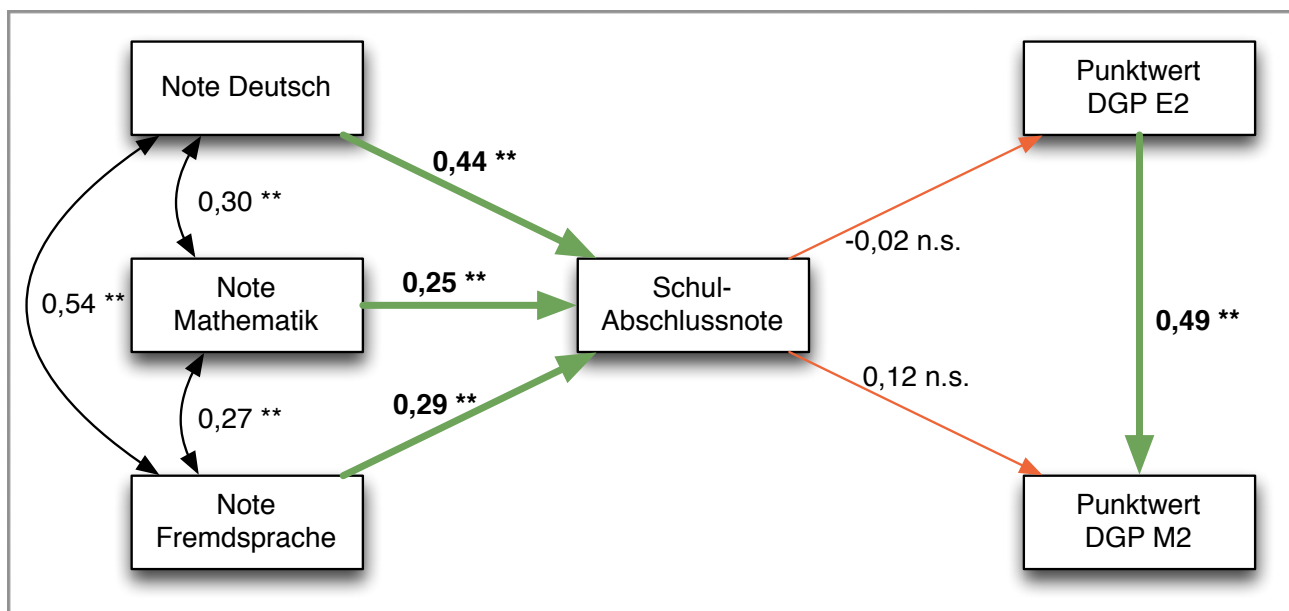 Note Deutsch
Punktwert
DGP E2
0,44 **
0,30 **
-0,02 n.s.
Note
Mathematik
0,25 **
Schul-
Abschlussnote
0,54 **
0,49 **
0,12 n.s.
0,27 **
0,29 **
Note
Fremdsprache
Punktwert
DGP M2